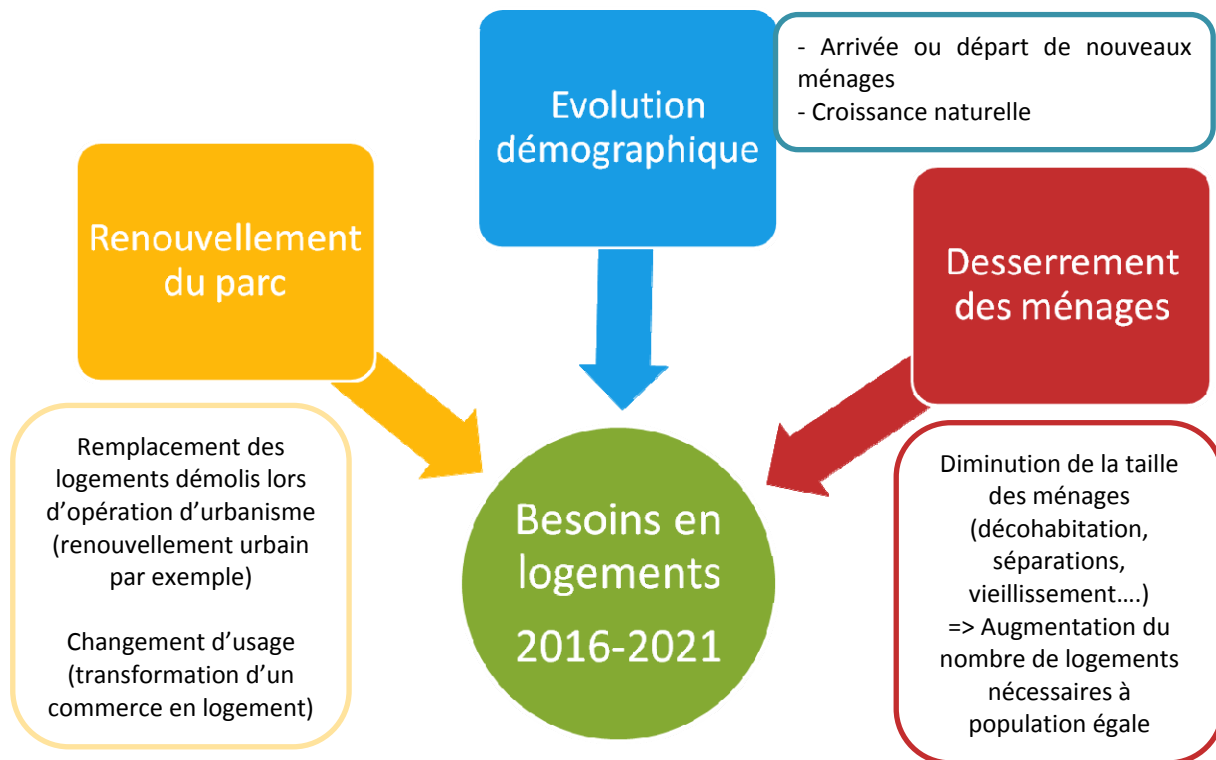 Evolution
démographique
- Arrivée ou départ de nouveaux
ménages
- Croissance naturelle
Renouvellement
du parc
Desserrement
des ménages
Remplacement des
logements démolis lors
d’opération d’urbanisme
(renouvellement urbain
par exemple)
Changement d’usage
(transformation d’un
commerce en logement)
Besoins en
logements
2016-2021
Diminution de la taille
des ménages
(décohabitation,
séparations,
vieillissement….)
=> Augmentation du
nombre de logements
nécessaires à
population égale